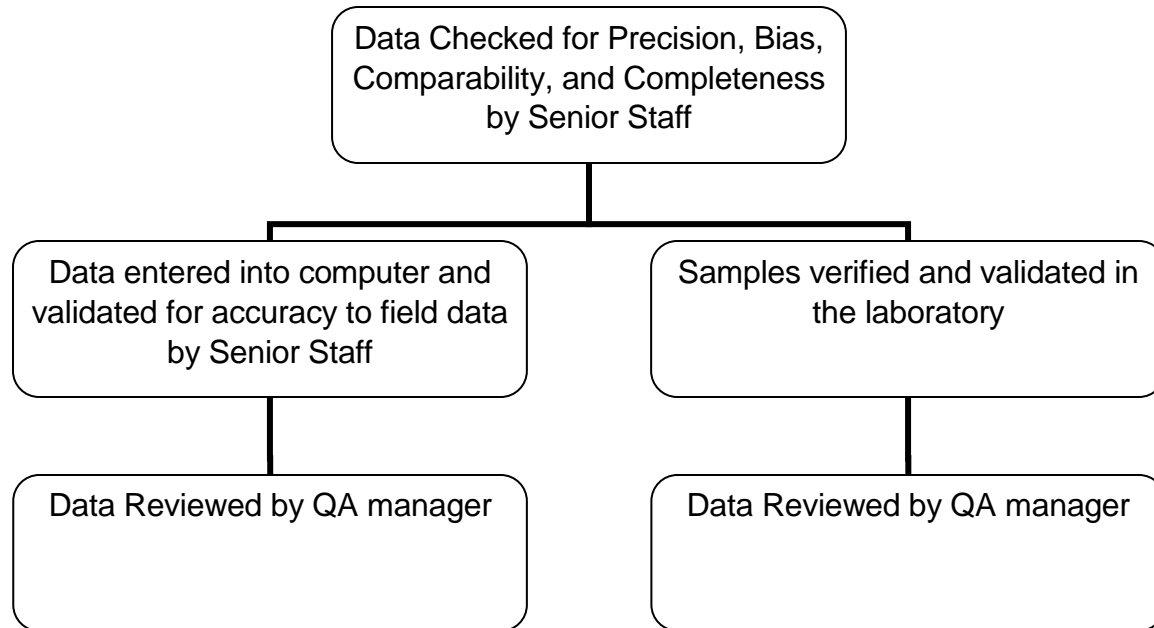 Data Checked for Precision, Bias,
Comparability, and Completeness
by Senior Staff
Data entered into computer and
validated for accuracy to field data
by Senior Staff
Samples verified and validated in
the laboratory
Data Reviewed by QA manager
Data Reviewed by QA manager